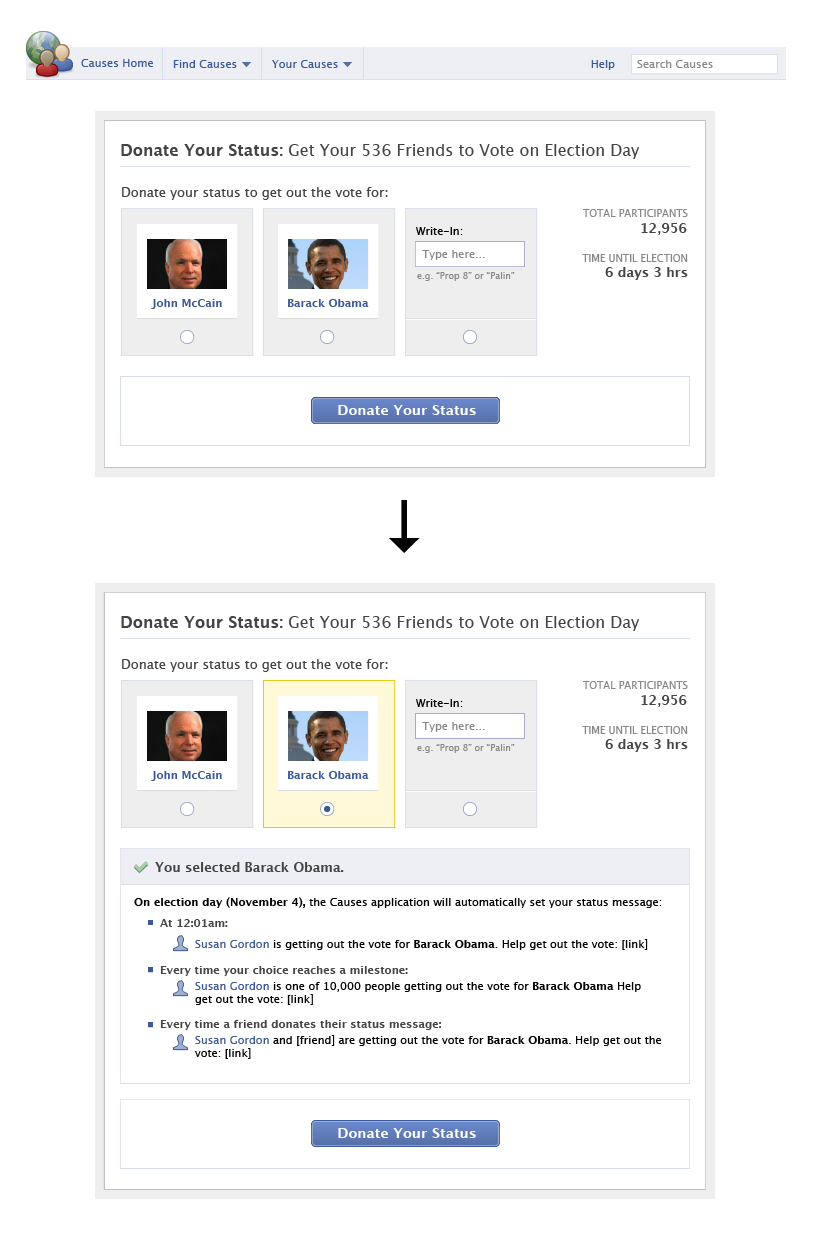 Causes Home Find Causes Your Causes Help Search Causes
Donate Your Status: Get Your 536 Friends to Vote on Election Day
Donate your status to get out the vote for:
John McCain
Barack Obama
Write-In:
Type here...
e.g. “Prop 8” or “Palin”
TOTAL PARTICIPANTS
12,956
TIME UNTIL ELECTION
6 days 3 hrs
Donate Your Status
Donate Your Status: Get Your 536 Friends to Vote on Election Day
Donate your status to get out the vote for:
John McCain
Barack Obama
Write-In:
Type here...
e.g. “Prop 8” or “Palin”
TOTAL PARTICIPANTS
12,956
TIME UNTIL ELECTION
6 days 3 hrs
You selected Barack Obama.
On election day (November 4), the Causes application will automatically set your status message:
At 12:01am:
Susan Gordon is getting out the vote for Barack Obama. Help get out the vote: [link]
Every time your choice reaches a milestone:
Susan Gordon is one of 10,000 people getting out the vote for Barack Obama Help
get out the vote: [link]
Every time a friend donates their status message:
Susan Gordon and [friend] are getting out the vote for Barack Obama. Help get out the
vote: [link]
Donate Your Status